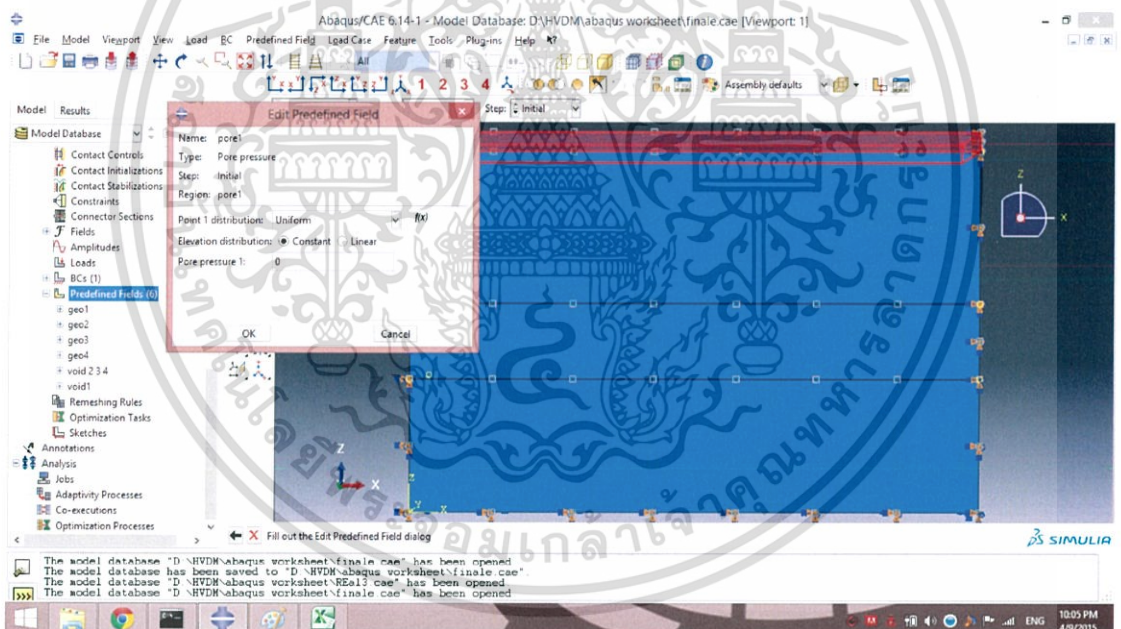 Abaqus/CAE 6.14-1 - Model Database: D:\HVDM\abaqus worksheet\finale.cae [Viewport: 1]
File Model Viewport View Load BC Predefined Field Load Case Feature Tools Plug-ins Help
All
1 2 3 4 Assembly defaults
Model Results
Step: Initial
Model Database
Contact Controls
Contact Initializations
Contact Stabilizations
Constraints
Connector Sections
Fields
Amplitudes
Loads
BCs (1)
Predefined Fields (6)
geo1
geo2
geo3
geo4
void 2 3 4
void1
Remeshing Rules
Optimization Tasks
Sketches
Annotations
Analysis
Jobs
Adaptivity Processes
Co-executions
Optimization Processes
Edit Predefined Field
Name: pore1
Type: Pore pressure
Step: Initial
Region: pore1
Point 1 distribution: Uniform f(x)
Elevation distribution: Constant Linear
Pore pressure 1: 0
OK Cancel
Z
X
Z
X
Z
Y X
Fill out the Edit Predefined Field dialog
SIMULIA
The model database "D:\HVDM\abaqus worksheet\finale.cae" has been opened
The model database has been saved to "D:\HVDM\abaqus worksheet\finale.cae".
The model database "D:\HVDM\abaqus worksheet\REal3.cae" has been opened
The model database "D:\HVDM\abaqus worksheet\finale.cae" has been opened
ENG
10:05 PM
4/9/2015